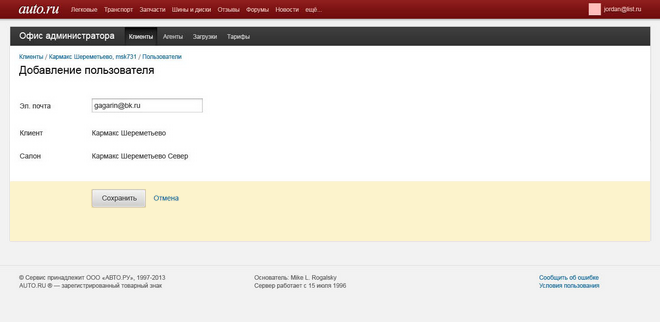 auto.ru Легковые Транспорт Запчасти Шины и диски Отзывы Форумы Новости ещё... jordan@list.ru
Офис администратора Клиенты Агенты Загрузки Тарифы
Клиенты / Кармакс Шереметьево, msk731 / Пользователи
Добавление пользователя
Эл. почта gagarin@bk.ru
Клиент Кармакс Шереметьево
Салон Кармакс Шереметьево Север
Сохранить Отмена
© Сервис принадлежит ООО «АВТО.РУ», 1997-2013 Основатель: Mike L. Rogalsky Сообщить об ошибке
AUTO.RU ® — зарегистрированный товарный знак Сервер работает с 15 июля 1996 Условия пользования